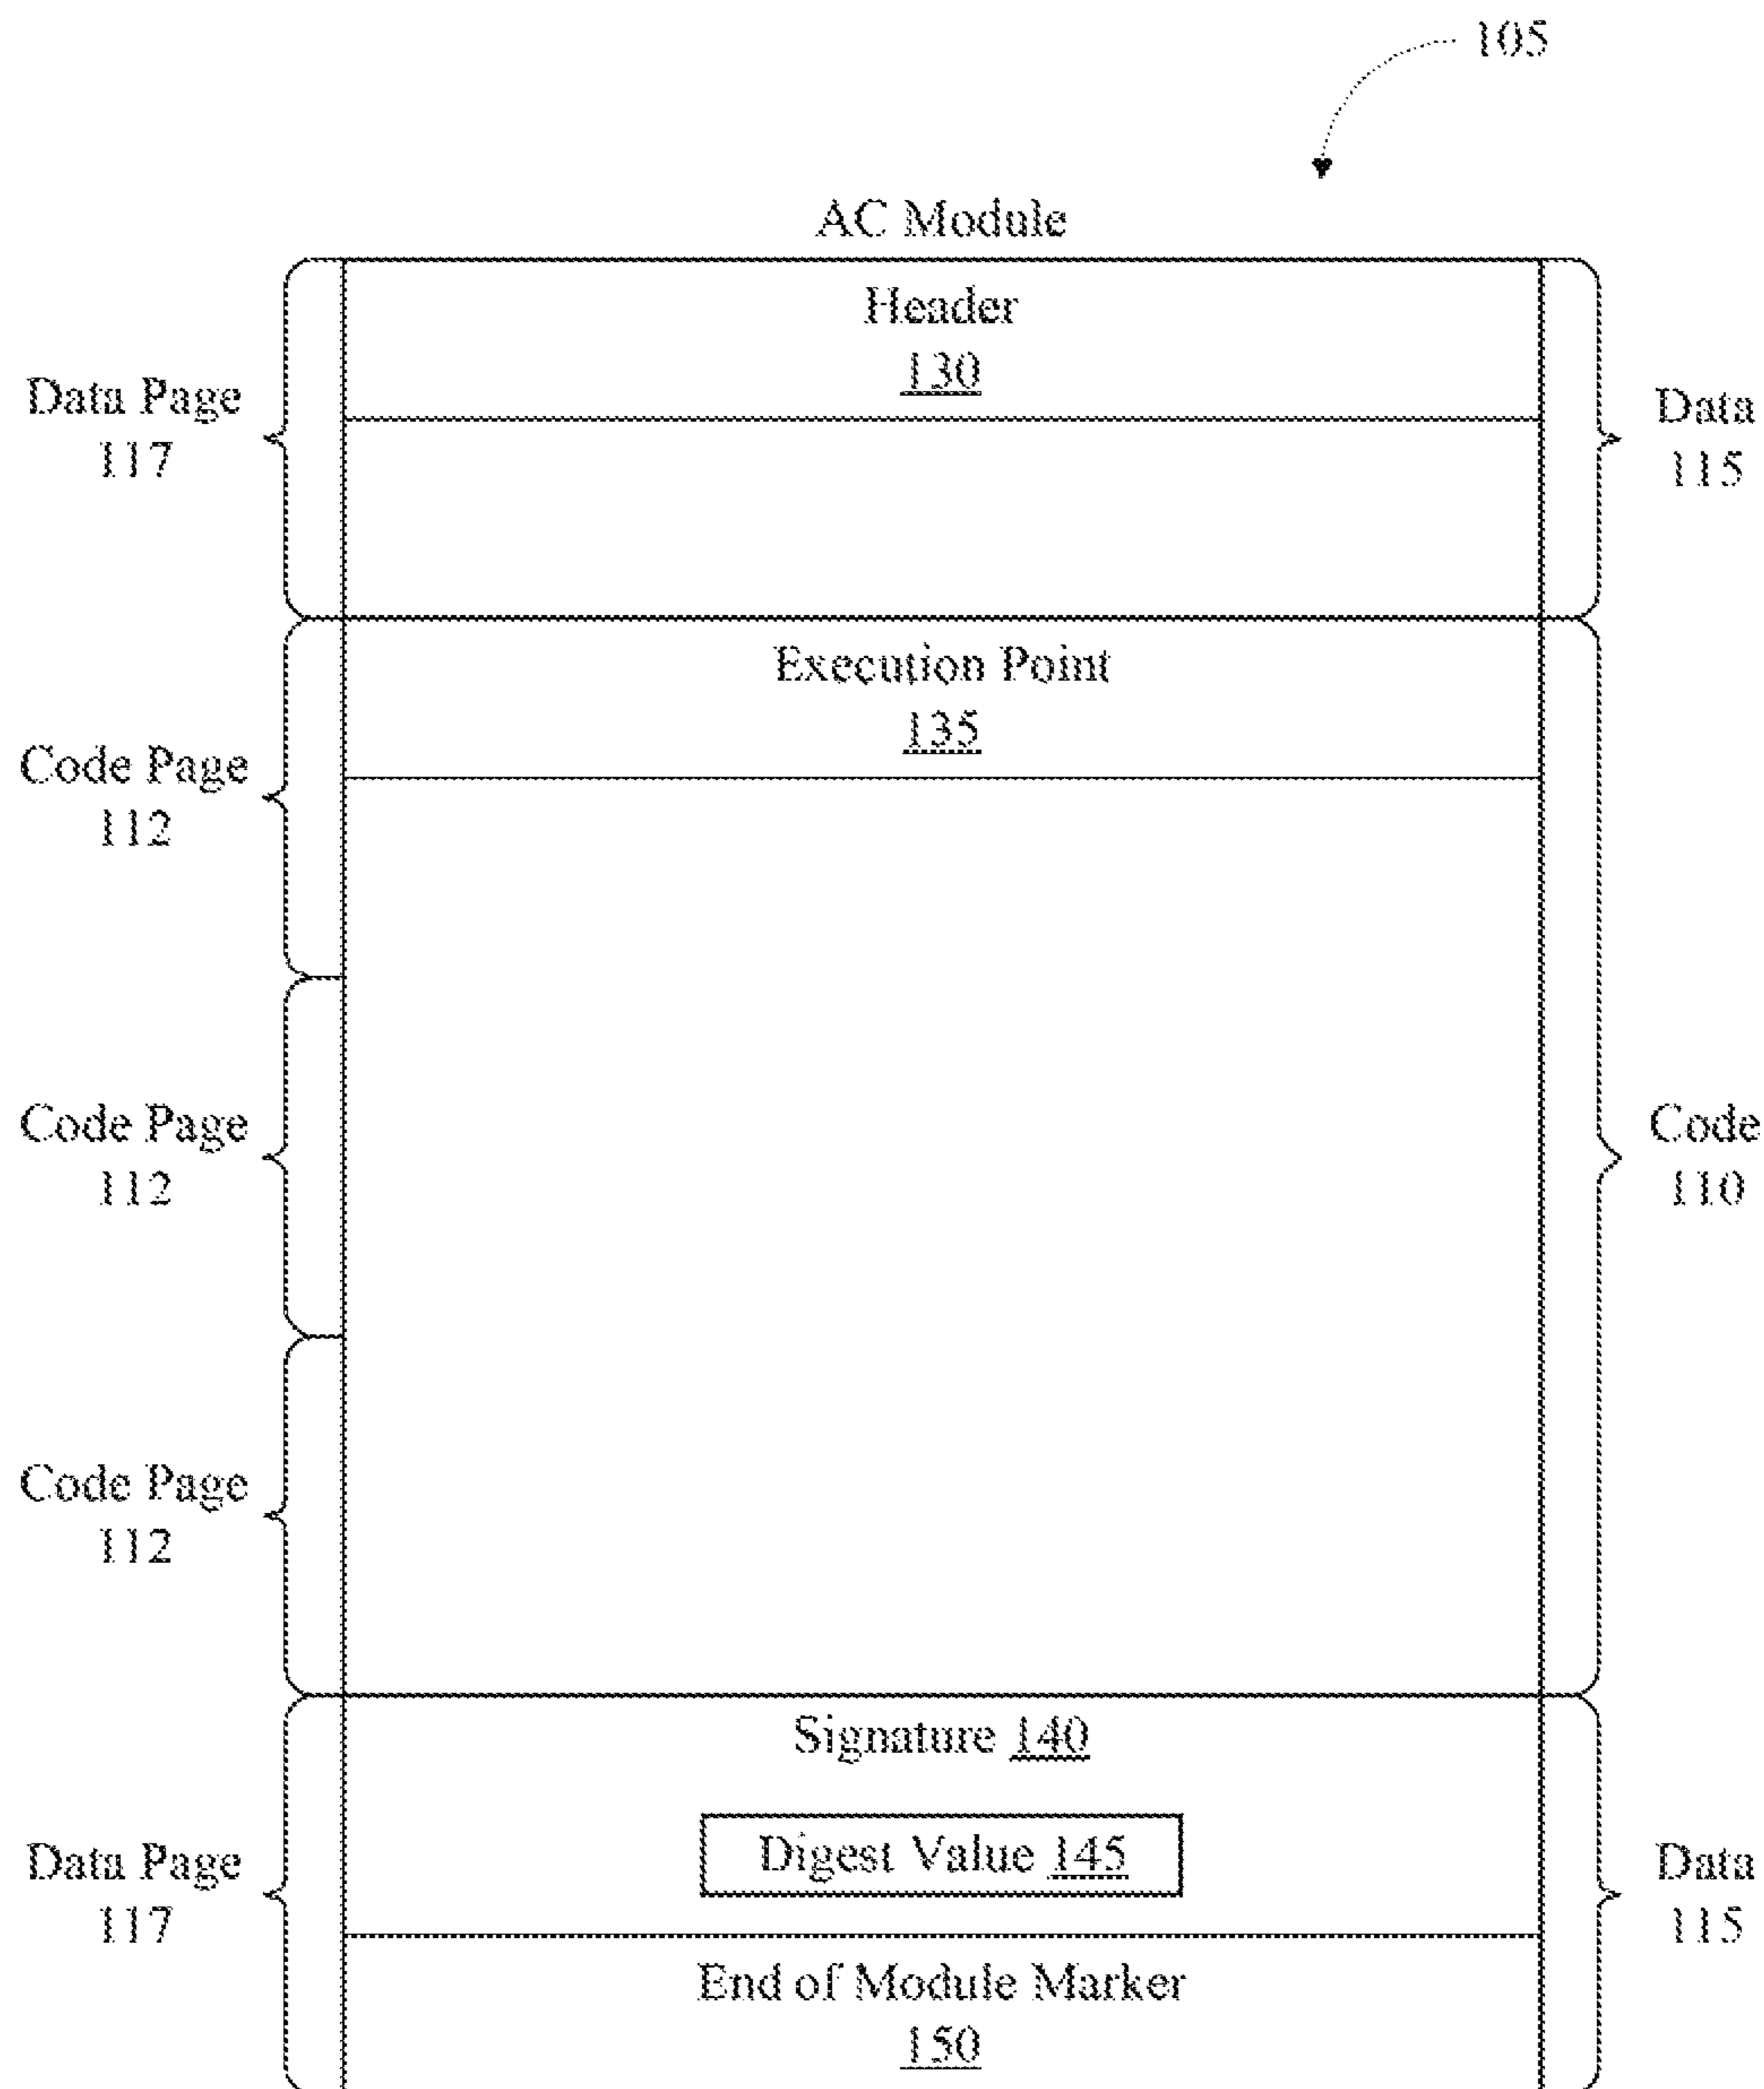 105
AC Module
Header
130
Data Page
117
Data
115
Execution Point
135
Code Page
112
Code Page
112
Code
110
Code Page
112
Signature 140
Digest Value 145
Data Page
117
Data
115
End of Module Marker
150